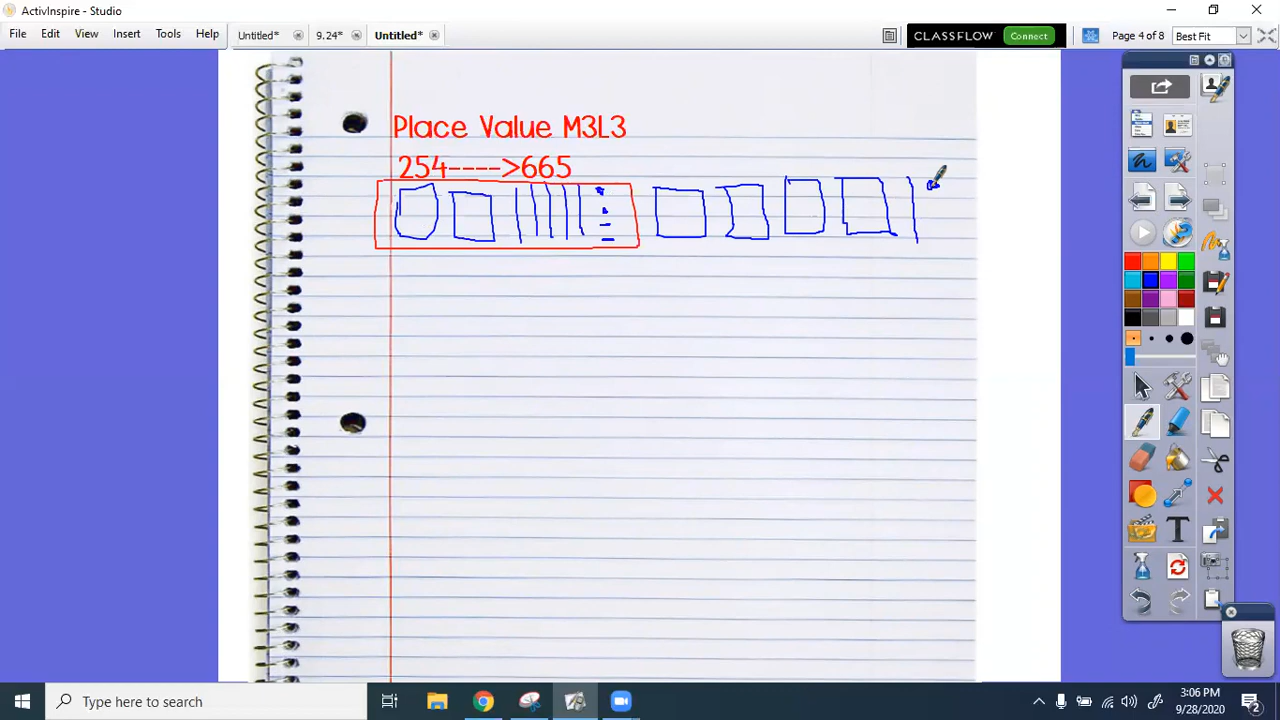 ActivInspire - Studio
File Edit View Insert Tools Help Untitled* 9.24* Untitled* CLASSFLOW Connect Page 4 of 8 Best Fit
Place Value M3L3
254---->665
Type here to search
3:06 PM
9/28/2020
2